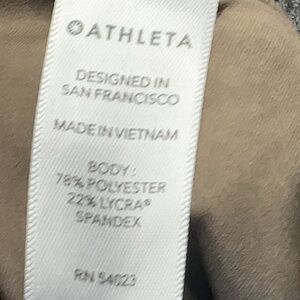 ATHLETA
DESIGNED IN
SAN FRANCISCO
MADE IN VIETNAM
BODY:
78% POLYESTER
22% LYCRA®
SPANDEX
RN 54023